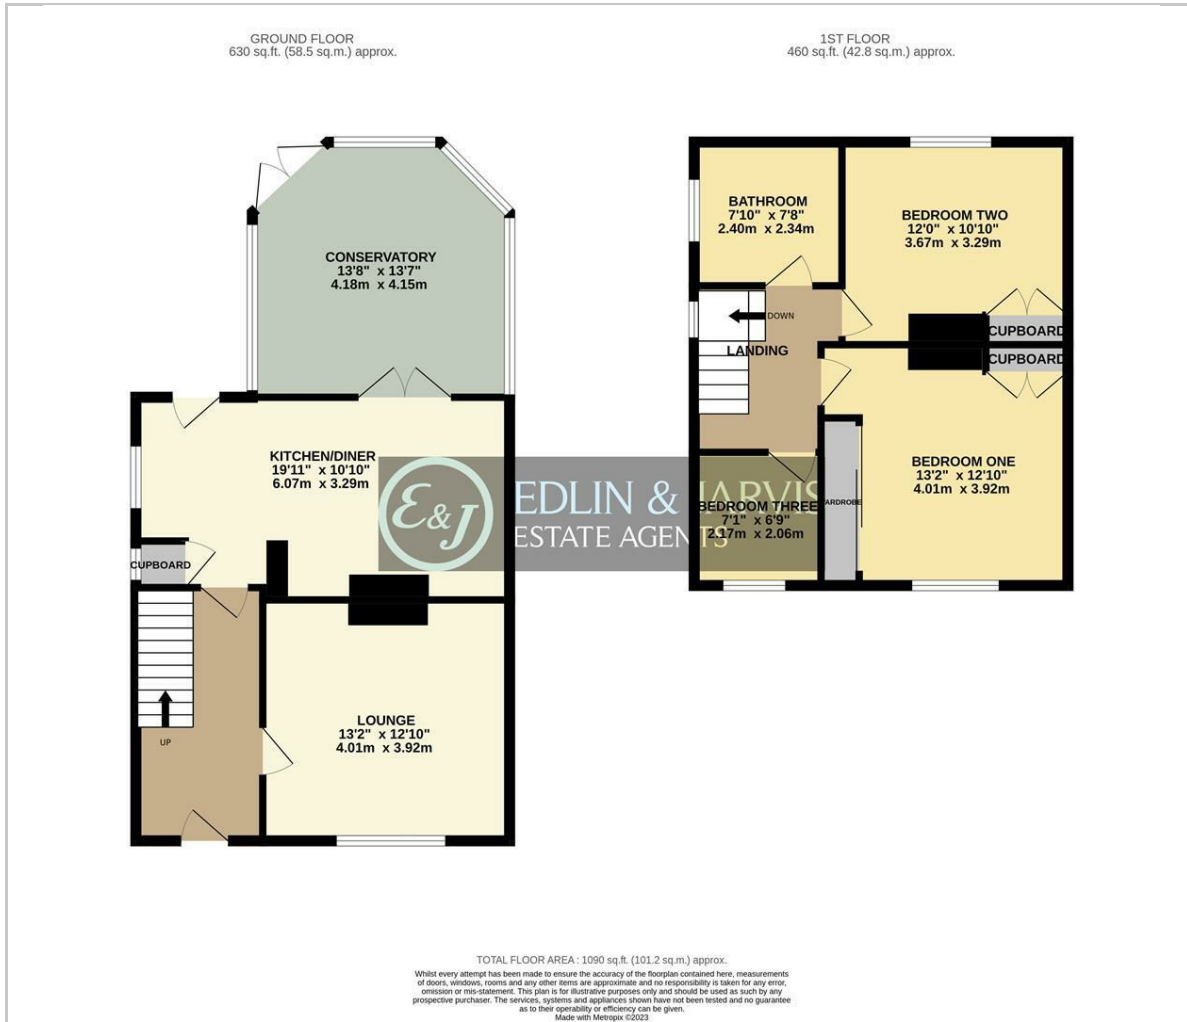 GROUND FLOOR
630 sq.ft. (58.5 sq.m.) approx.
1ST FLOOR
460 sq.ft. (42.8 sq.m.) approx.
CONSERVATORY
13'8" x 13'7"
4.18m x 4.15m
KITCHEN/DINER
19'11" x 10'10"
6.07m x 3.29m
CUPBOARD
UP
LOUNGE
13'2" x 12'10"
4.01m x 3.92m
BATHROOM
7'10" x 7'8"
2.40m x 2.34m
BEDROOM TWO
12'0" x 10'10"
3.67m x 3.29m
CUPBOARD
CUPBOARD
DOWN
LANDING
BEDROOM ONE
13'2" x 12'10"
4.01m x 3.92m
ARDROBE
BEDROOM THREE
7'1" x 6'9"
2.17m x 2.06m
E&J
EDLIN & JARVIS
ESTATE AGENTS
TOTAL FLOOR AREA : 1090 sq.ft. (101.2 sq.m.) approx.
Whilst every attempt has been made to ensure the accuracy of the floorplan contained here, measurements
of doors, windows, rooms and any other items are approximate and no responsibility is taken for any error,
omission or mis-statement. This plan is for illustrative purposes only and should be used as such by any
prospective purchaser. The services, systems and appliances shown have not been tested and no guarantee
as to their operability or efficiency can be given.
Made with Metropix ©2023